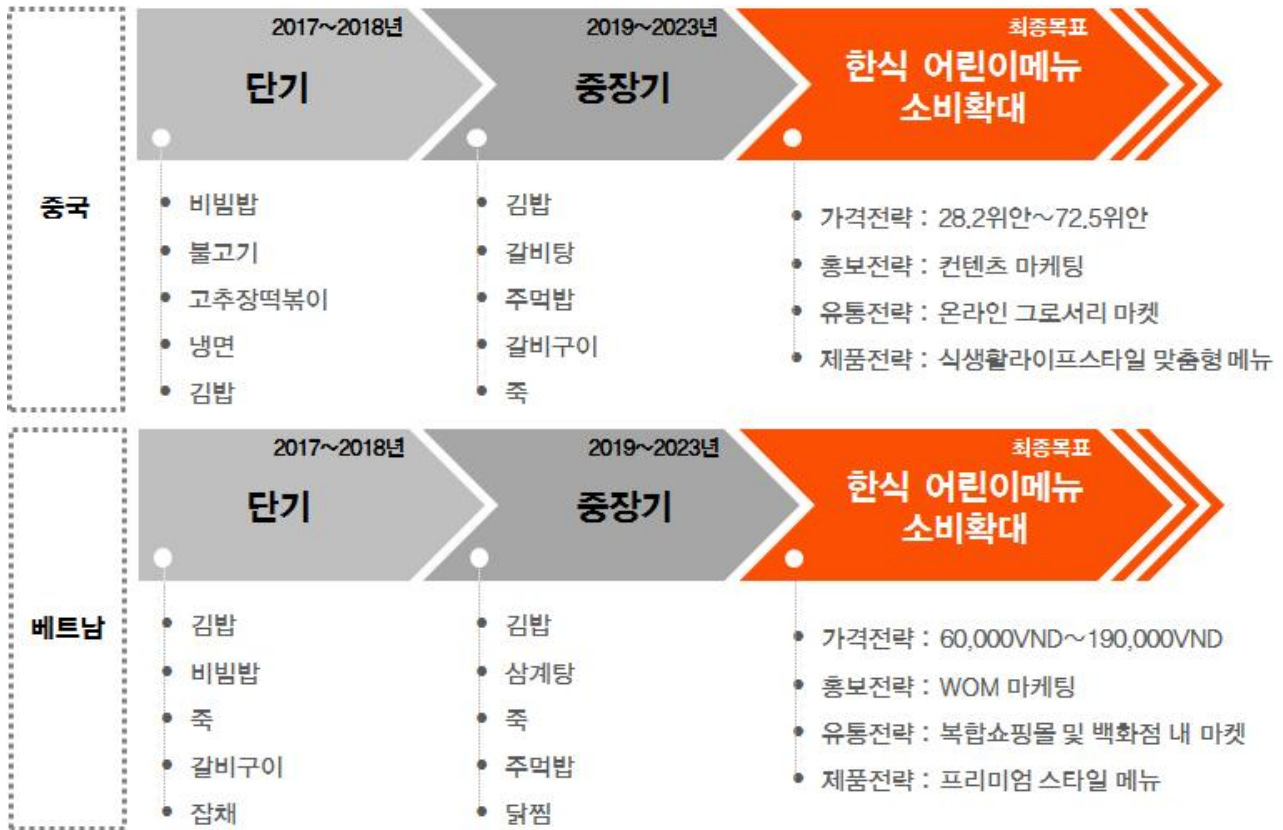 중국
2017~2018년
단기
비빔밥
불고기
고추장떡볶이
냉면
김밥
2019~2023년
중장기
김밥
갈비탕
주먹밥
갈비구이
죽
최종목표
한식 어린이메뉴
소비확대
가격전략 : 28.2위안~72.5위안
홍보전략 : 컨텐츠 마케팅
유통전략 : 온라인 그로서리 마켓
제품전략 : 식생활라이프스타일 맞춤형 메뉴
베트남
2017~2018년
단기
김밥
비빔밥
죽
갈비구이
잡채
2019~2023년
중장기
김밥
삼계탕
죽
주먹밥
닭찜
최종목표
한식 어린이메뉴
소비확대
가격전략 : 60,000VND~190,000VND
홍보전략 : WOM 마케팅
유통전략 : 복합쇼핑몰 및 백화점 내 마켓
제품전략 : 프리미엄 스타일 메뉴